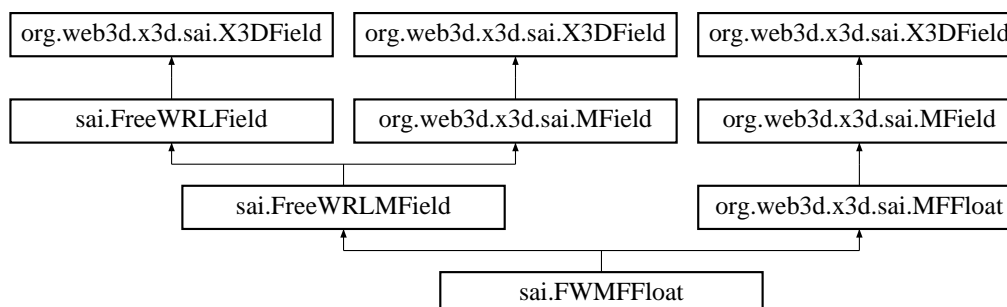 org.web3d.x3d.sai.X3DField
org.web3d.x3d.sai.X3DField
org.web3d.x3d.sai.X3DField
sai.FreeWRLField
org.web3d.x3d.sai.MField
org.web3d.x3d.sai.MField
sai.FreeWRLMField
org.web3d.x3d.sai.MFFloat
sai.FWMFFloat